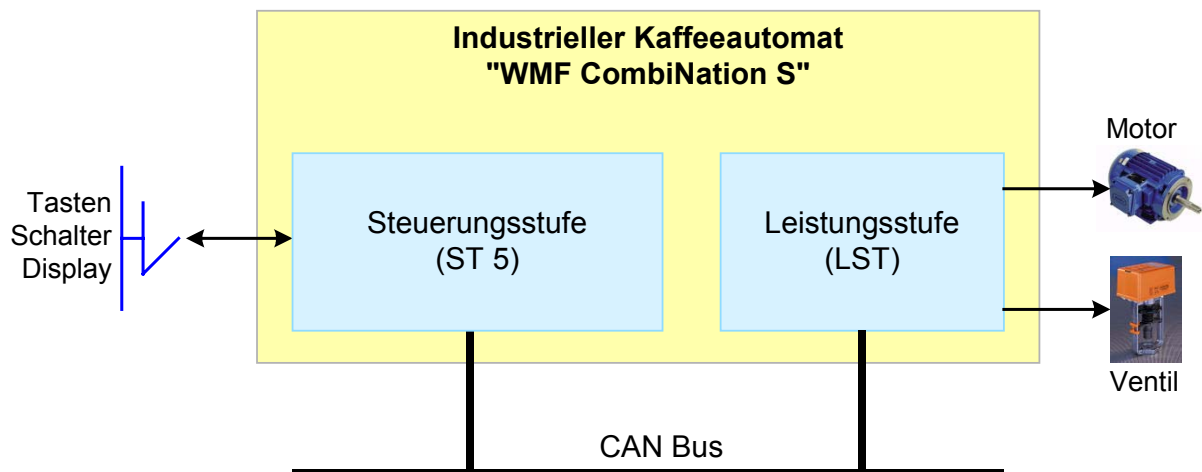 Industrieller Kaffeeautomat
"WMF CombiNation S"
Tasten
Schalter
Display
Steuerungsstufe
(ST 5)
Leistungsstufe
(LST)
Motor
Ventil
CAN Bus